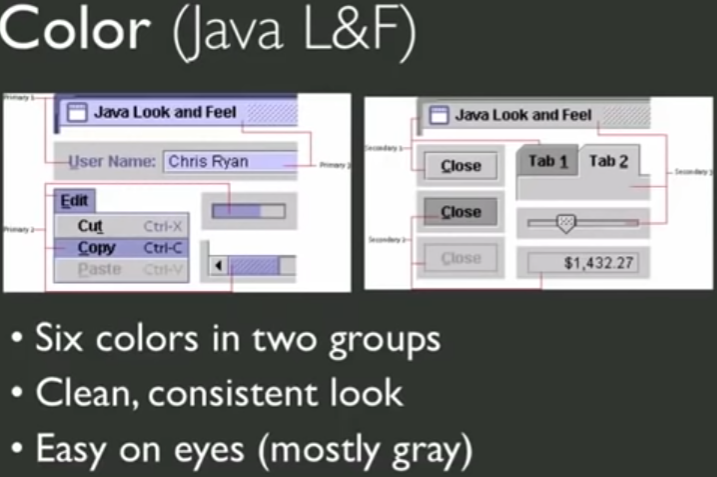 Color (Java L&F)
Primary 1
Java Look and Feel
User Name: Chris Ryan
Primary 3
Edit
Cut Ctrl-X
Primary 2
Copy Ctrl-C
Paste Ctrl-V
Java Look and Feel
Secondary 1
Close
Tab 1 Tab 2
Secondary 3
Close
Secondary 2
Close
$1,432.27
• Six colors in two groups
• Clean, consistent look
• Easy on eyes (mostly gray)